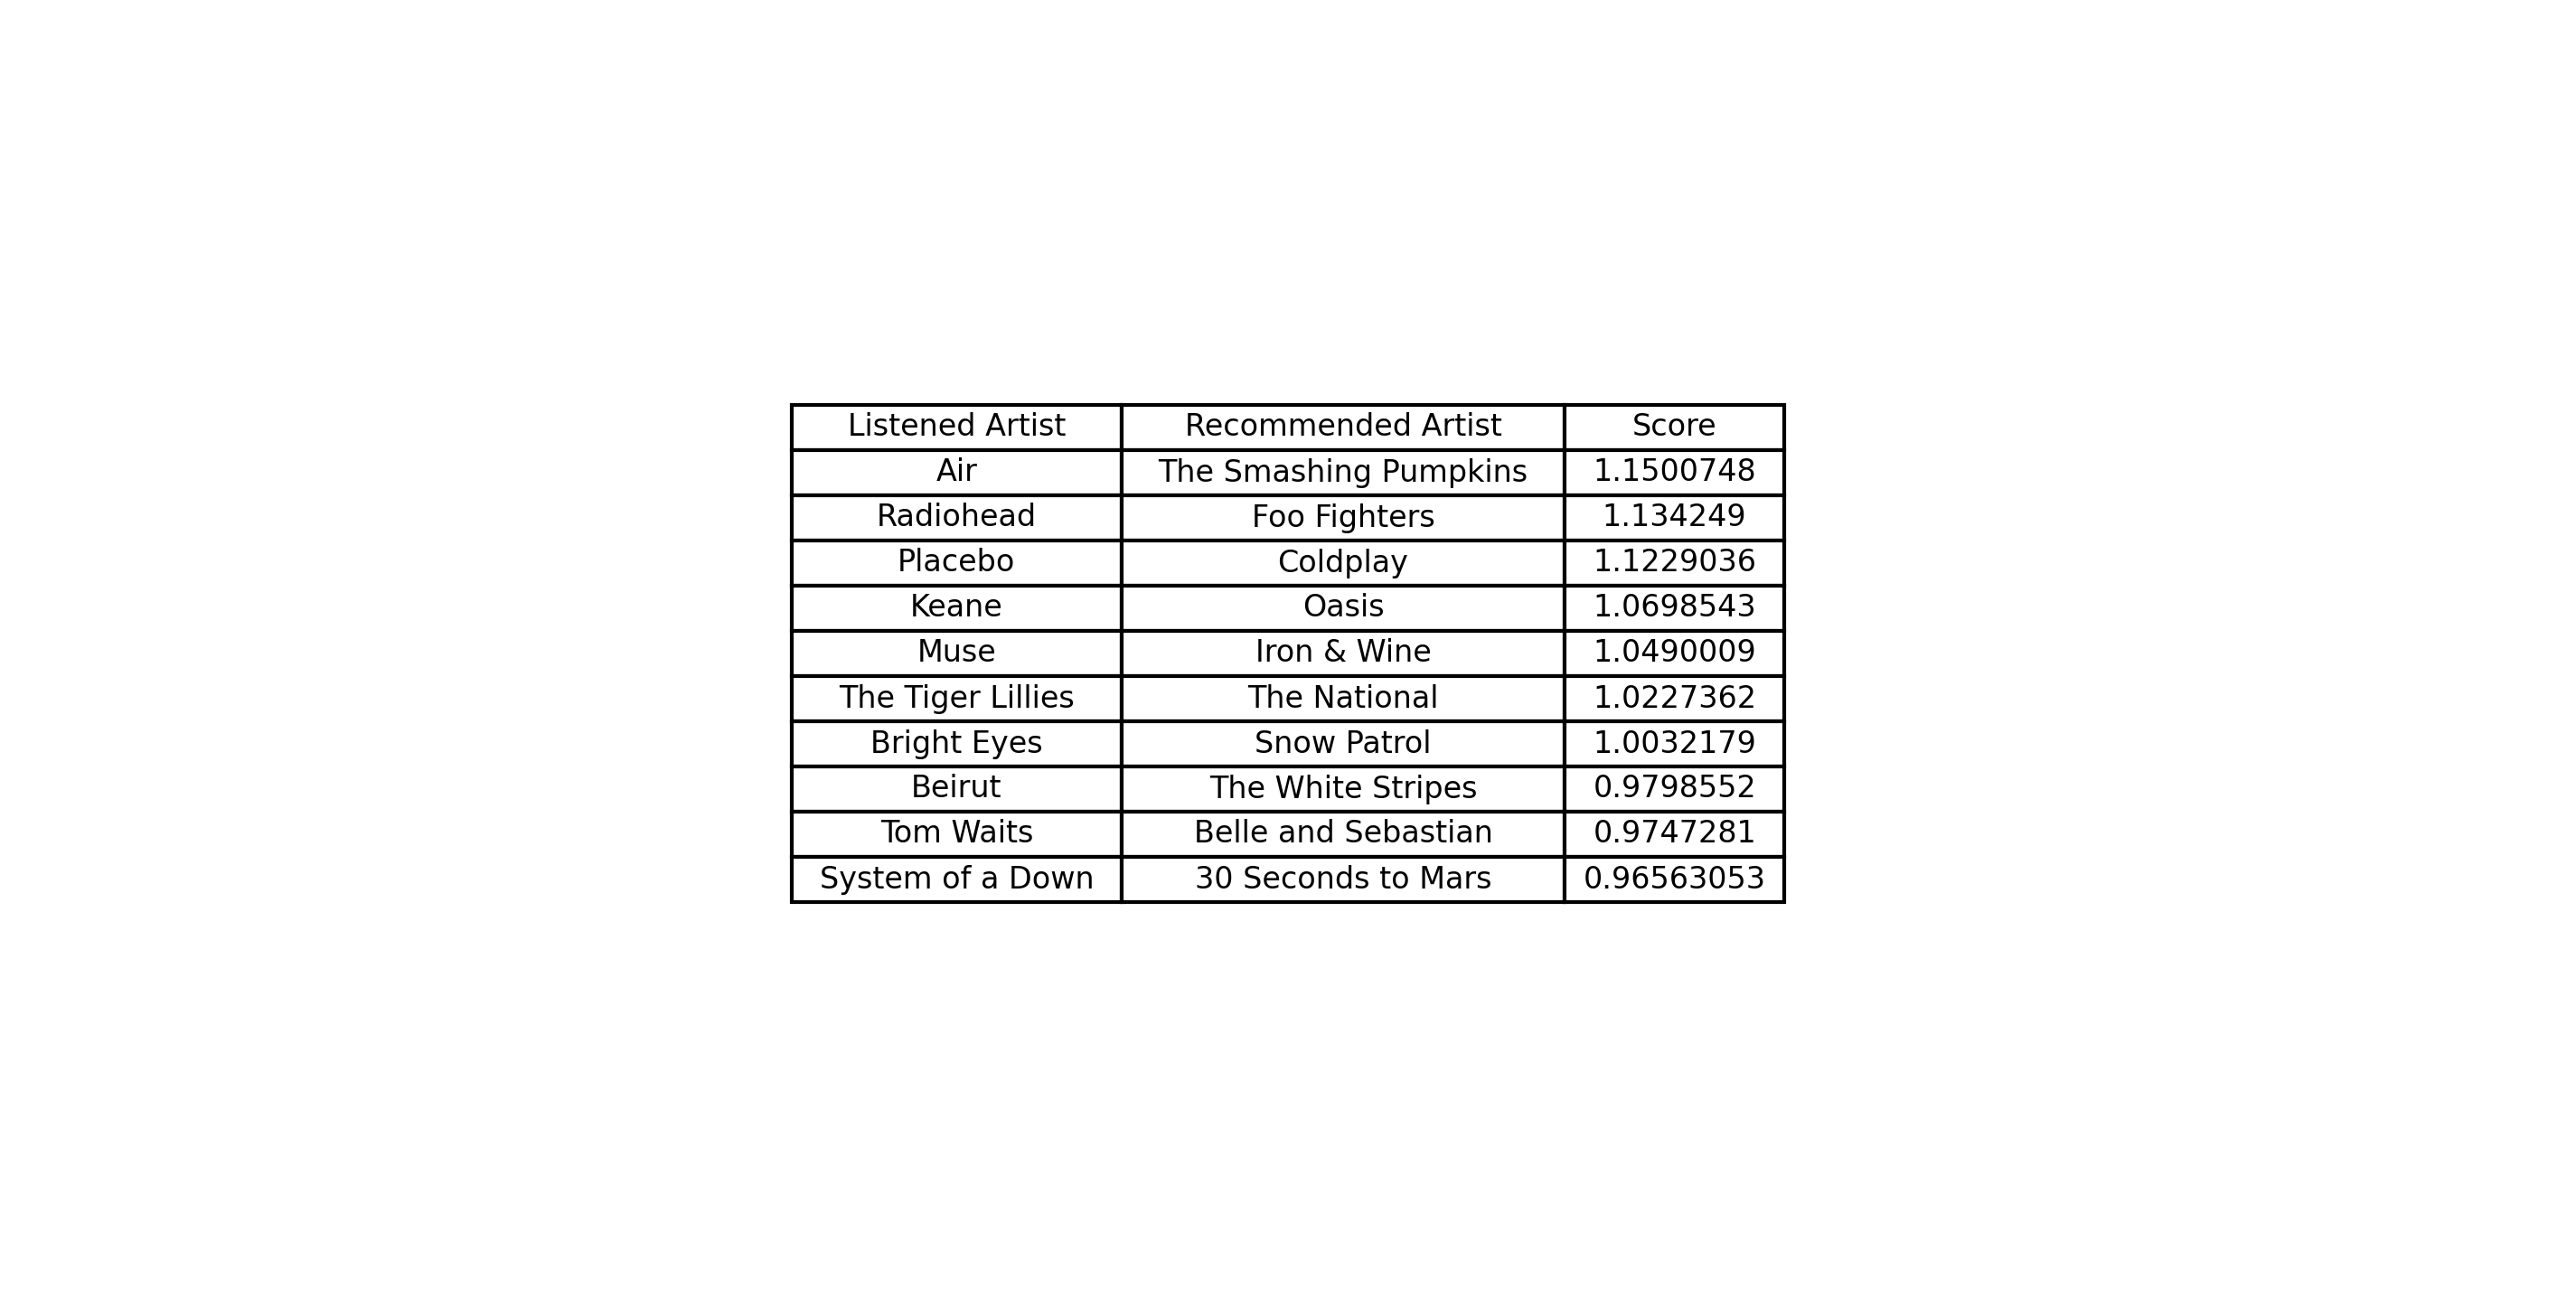 Listened Artist Recommended Artist Score
Air The Smashing Pumpkins 1.1500748
Radiohead Foo Fighters 1.134249
Placebo Coldplay 1.1229036
Keane Oasis 1.0698543
Muse Iron & Wine 1.0490009
The Tiger Lillies The National 1.0227362
Bright Eyes Snow Patrol 1.0032179
Beirut The White Stripes 0.9798552
Tom Waits Belle and Sebastian 0.9747281
System of a Down 30 Seconds to Mars 0.96563053